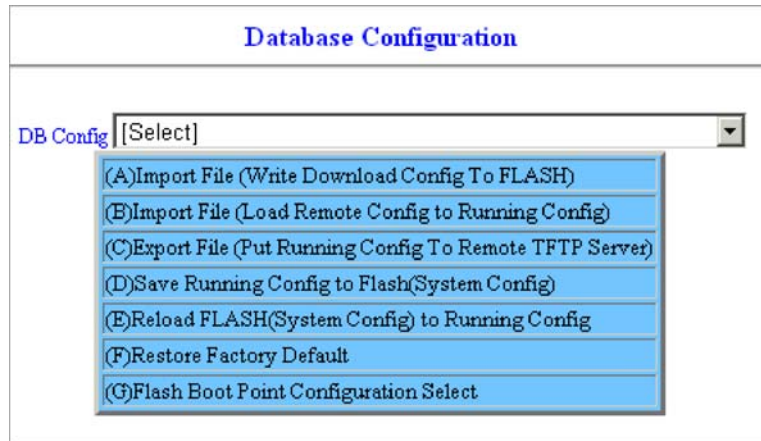 Database Configuration
DB Config [Select]
(A)Import File (Write Download Config To FLASH)
(B)Import File (Load Remote Config to Running Config)
(C)Export File (Put Running Config To Remote TFTP Server)
(D)Save Running Config to Flash(System Config)
(E)Reload FLASH(System Config) to Running Config
(F)Restore Factory Default
(G)Flash Boot Point Configuration Select